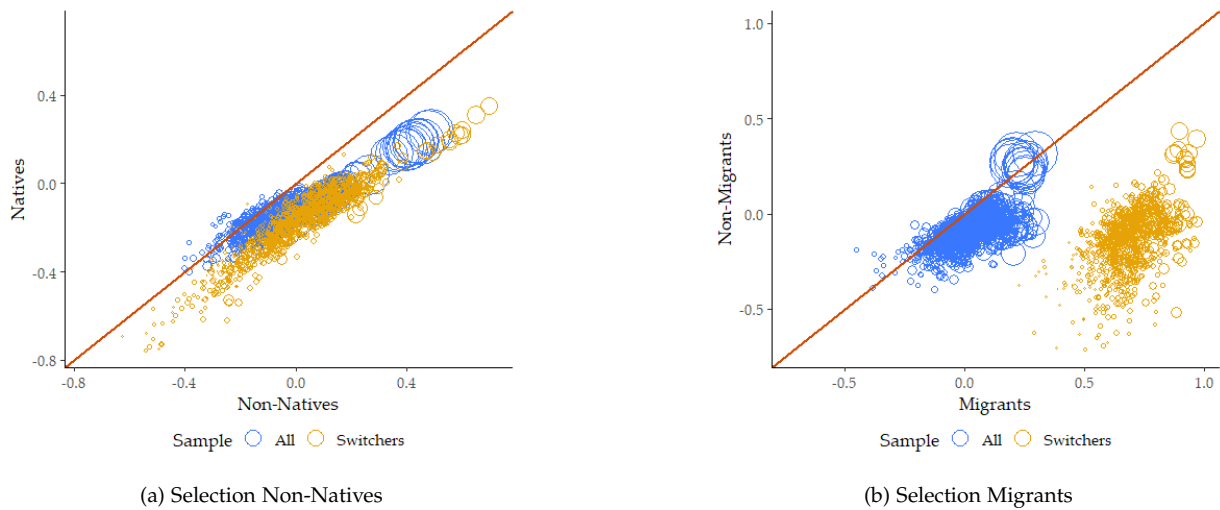 0.4
0.0
-0.4
-0.8
Natives
-0.8 -0.4 0.0 0.4
Non-Natives
Sample All Switchers
(a) Selection Non-Natives
1.0
0.5
0.0
-0.5
Non-Migrants
-0.5 0.0 0.5 1.0
Migrants
Sample All Switchers
(b) Selection Migrants